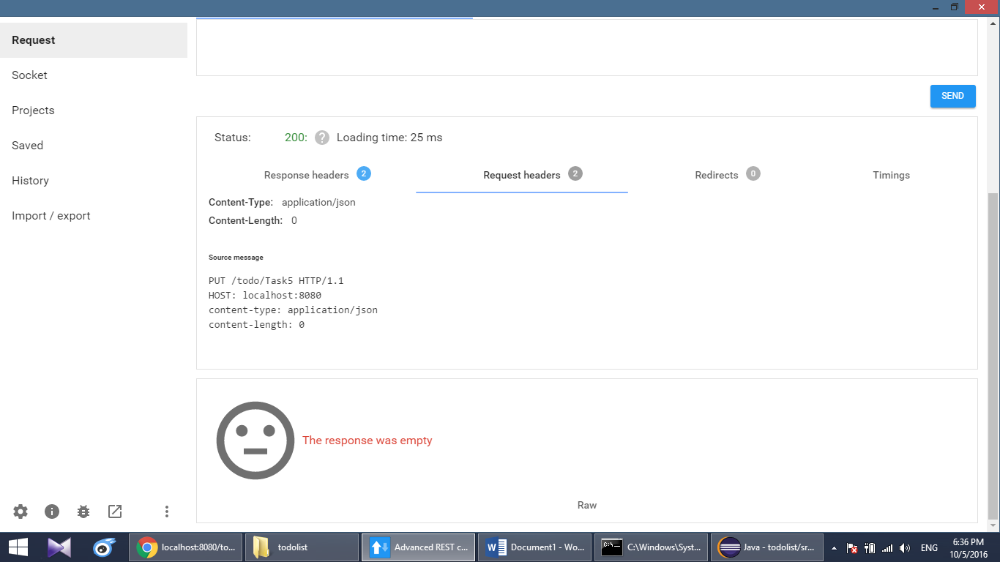 Request
Socket
Projects
Saved
History
Import / export
SEND
Status: 200: ? Loading time: 25 ms
Response headers 2 Request headers 2 Redirects 0 Timings
Content-Type: application/json
Content-Length: 0
Source message
PUT /todo/Task5 HTTP/1.1
HOST: localhost:8080
content-type: application/json
content-length: 0
The response was empty
Raw
localhost:8080/to... todolist Advanced REST c... Document1 - Wo... C:\Windows\Syst... Java - todolist/sr... ENG 6:36 PM
10/5/2016